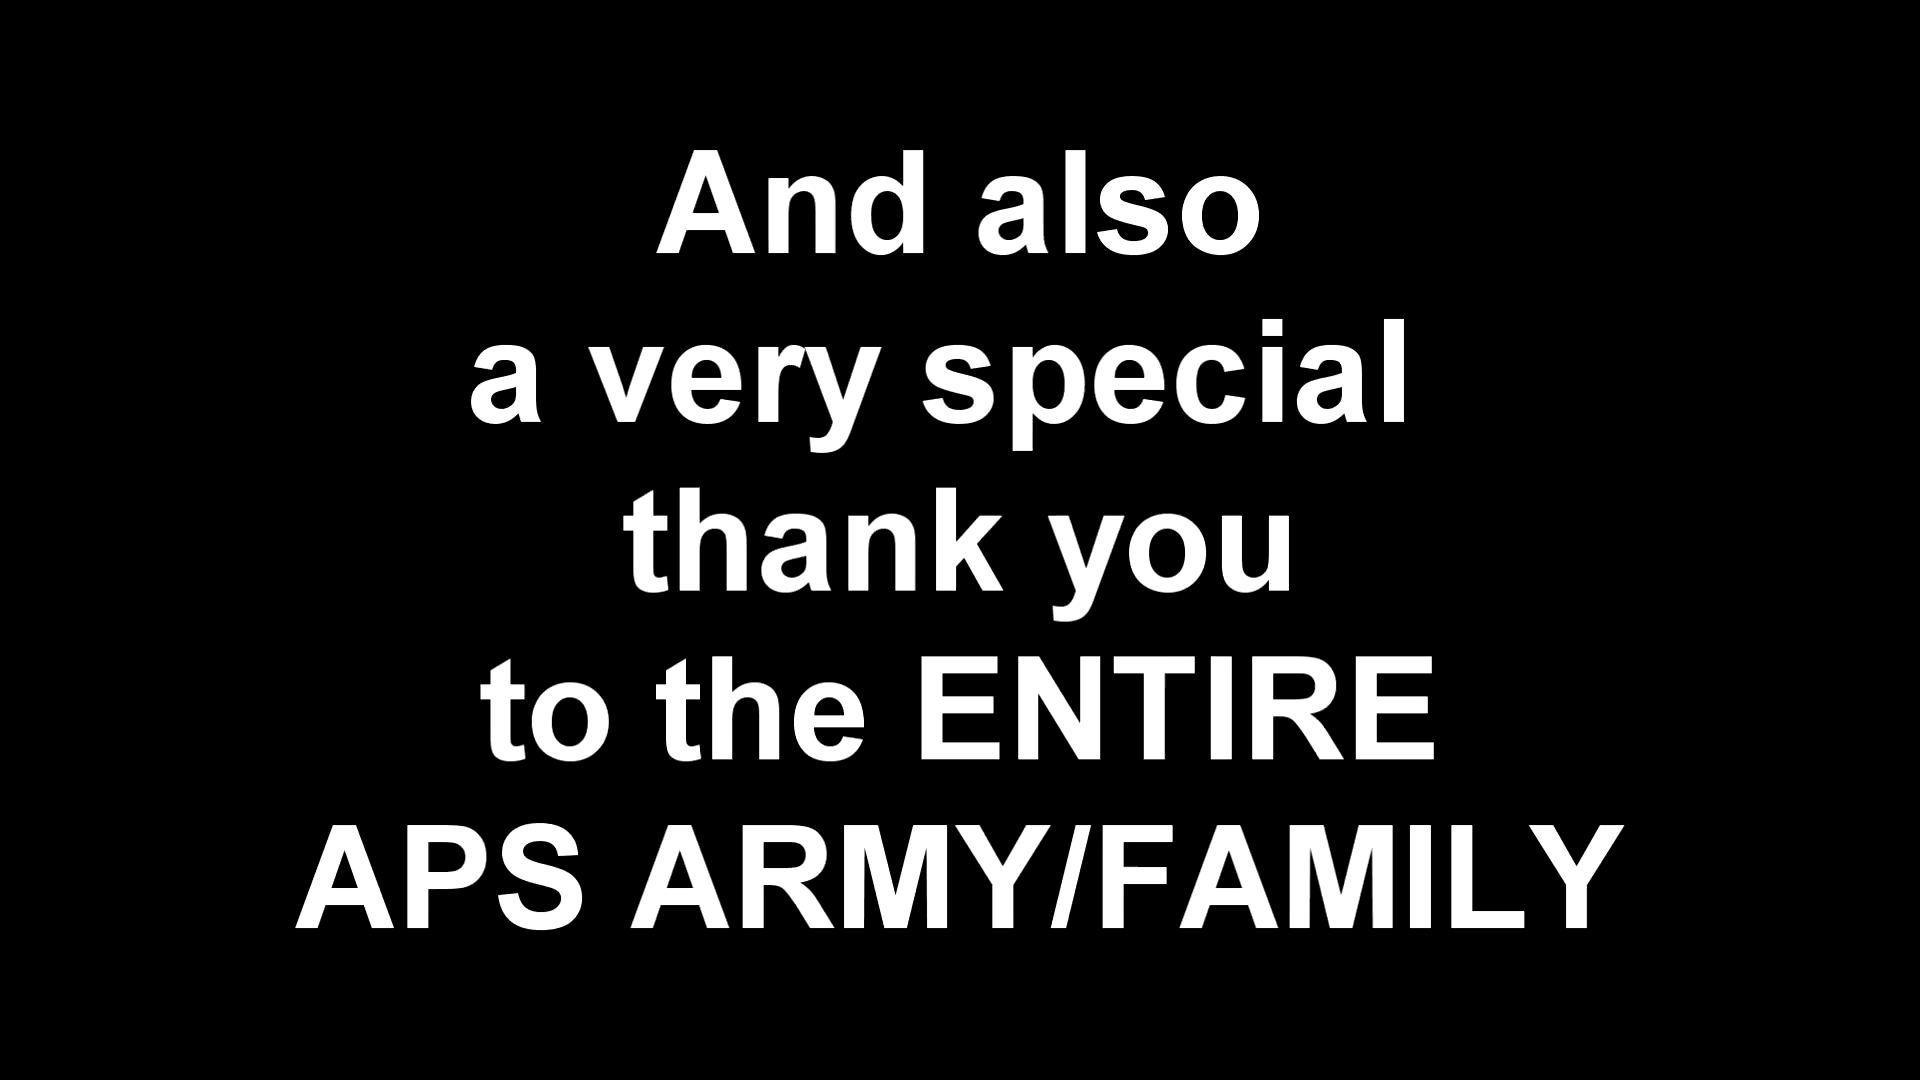 And also
a very special
thank you
to the ENTIRE
APS ARMY/FAMILY